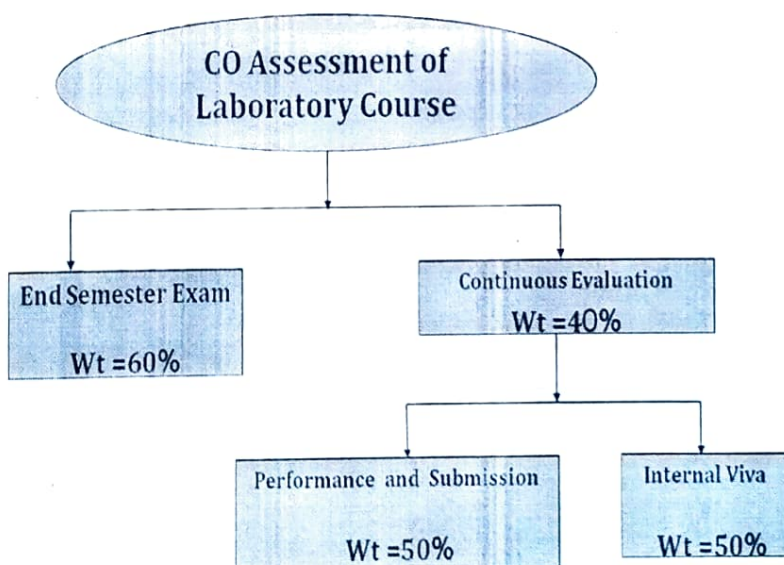 CO Assessment of
Laboratory Course
End Semester Exam
Wt =60%
Continuous Evaluation
Wt =40%
Performance and Submission
Wt =50%
Internal Viva
Wt =50%